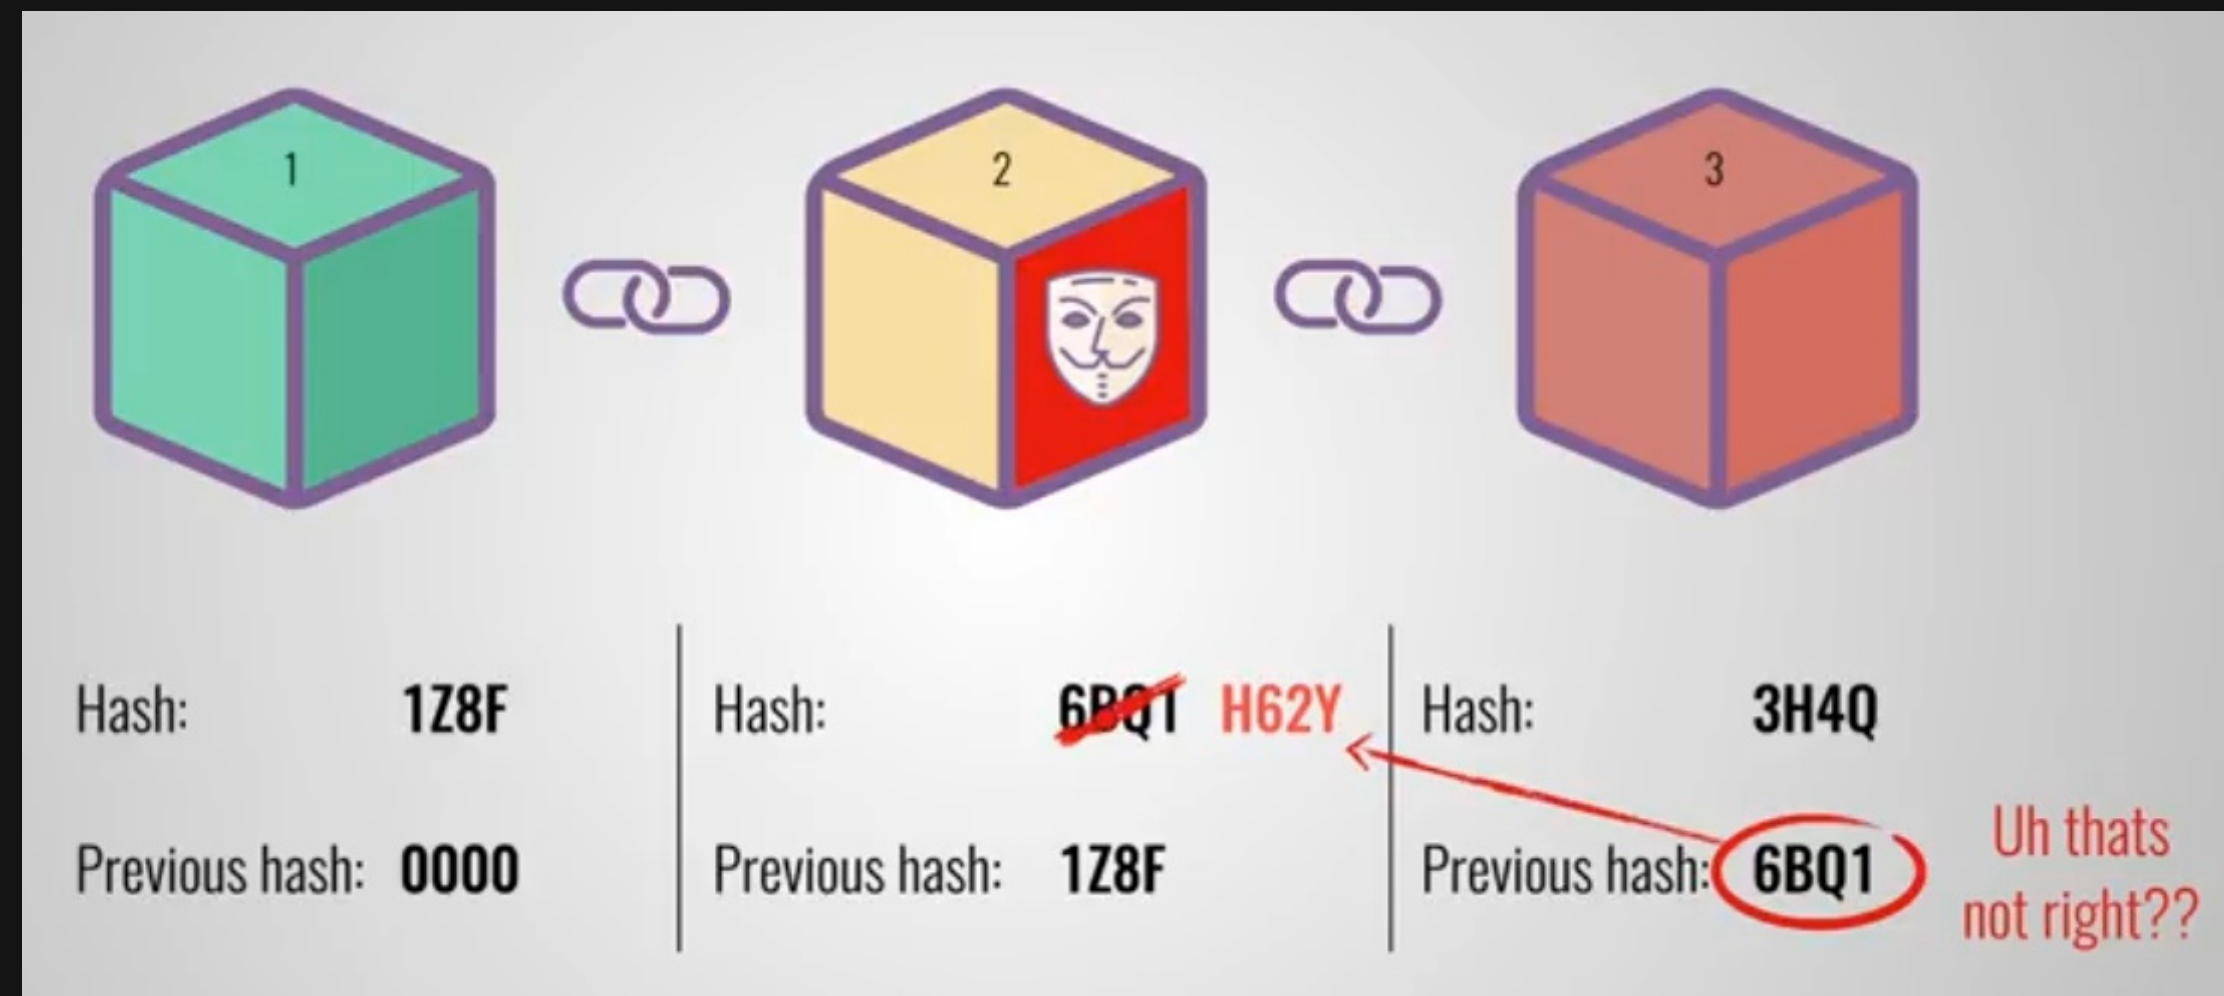 1
2
3
Hash: 1Z8F
Previous hash: 0000
Hash: 6BQ1 H62Y
Previous hash: 1Z8F
Hash: 3H4Q
Previous hash: 6BQ1
Uh thats
not right??